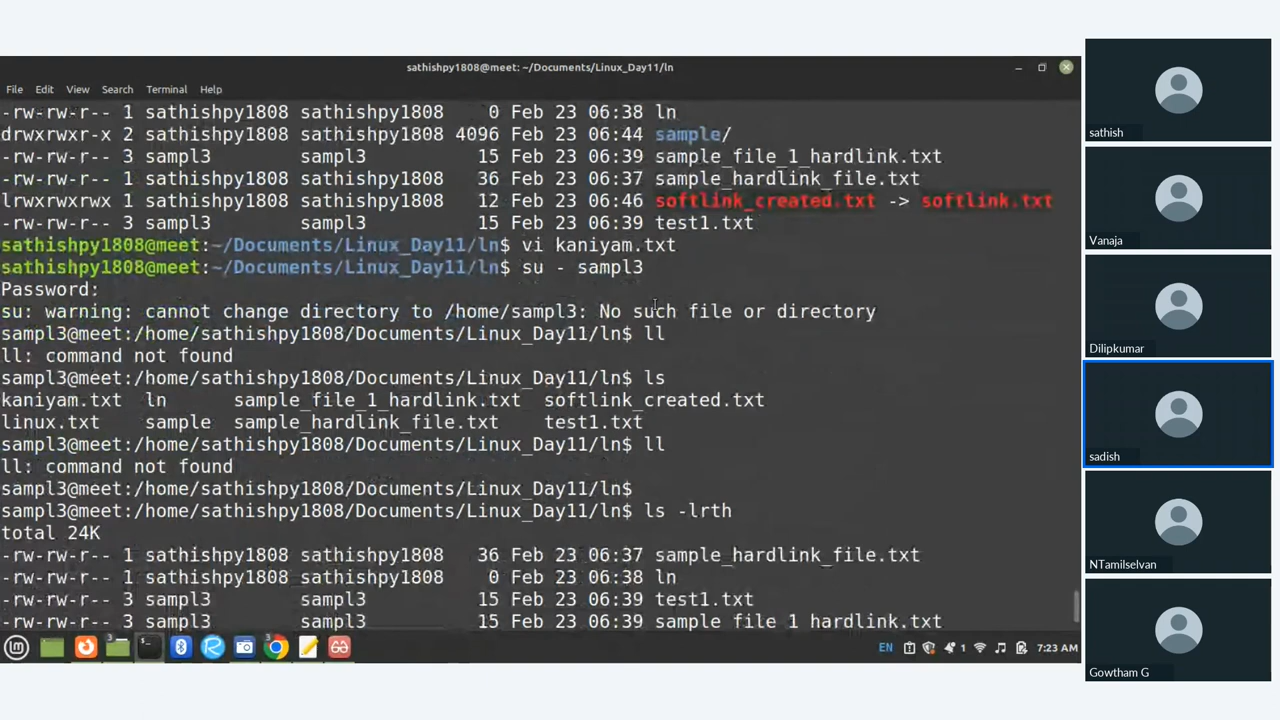 sathishpy1808@meet: ~/Documents/Linux_Day11/ln
File Edit View Search Terminal Help
-rw-rw-r-- 1 sathishpy1808 sathishpy1808 0 Feb 23 06:38 ln
drwxrwxr-x 2 sathishpy1808 sathishpy1808 4096 Feb 23 06:44 sample/
-rw-rw-r-- 3 sampl3 sampl3 15 Feb 23 06:39 sample_file_1_hardlink.txt
-rw-rw-r-- 1 sathishpy1808 sathishpy1808 36 Feb 23 06:37 sample_hardlink_file.txt
lrwxrwxrwx 1 sathishpy1808 sathishpy1808 12 Feb 23 06:46 softlink_created.txt -> softlink.txt
-rw-rw-r-- 3 sampl3 sampl3 15 Feb 23 06:39 test1.txt
sathishpy1808@meet:~/Documents/Linux_Day11/ln$ vi kaniyam.txt
sathishpy1808@meet:~/Documents/Linux_Day11/ln$ su - sampl3
Password:
su: warning: cannot change directory to /home/sampl3: No such file or directory
sampl3@meet:/home/sathishpy1808/Documents/Linux_Day11/ln$ ll
ll: command not found
sampl3@meet:/home/sathishpy1808/Documents/Linux_Day11/ln$ ls
kaniyam.txt ln sample_file_1_hardlink.txt softlink_created.txt
linux.txt sample sample_hardlink_file.txt test1.txt
sampl3@meet:/home/sathishpy1808/Documents/Linux_Day11/ln$ ll
ll: command not found
sampl3@meet:/home/sathishpy1808/Documents/Linux_Day11/ln$
sampl3@meet:/home/sathishpy1808/Documents/Linux_Day11/ln$ ls -lrth
total 24K
-rw-rw-r-- 1 sathishpy1808 sathishpy1808 36 Feb 23 06:37 sample_hardlink_file.txt
-rw-rw-r-- 1 sathishpy1808 sathishpy1808 0 Feb 23 06:38 ln
-rw-rw-r-- 3 sampl3 sampl3 15 Feb 23 06:39 test1.txt
-rw-rw-r-- 3 sampl3 sampl3 15 Feb 23 06:39 sample_file_1_hardlink.txt
3 3 EN 1 7:23 AM
sathish
Vanaja
Dilipkumar
sadish
NTamilselvan
Gowtham G